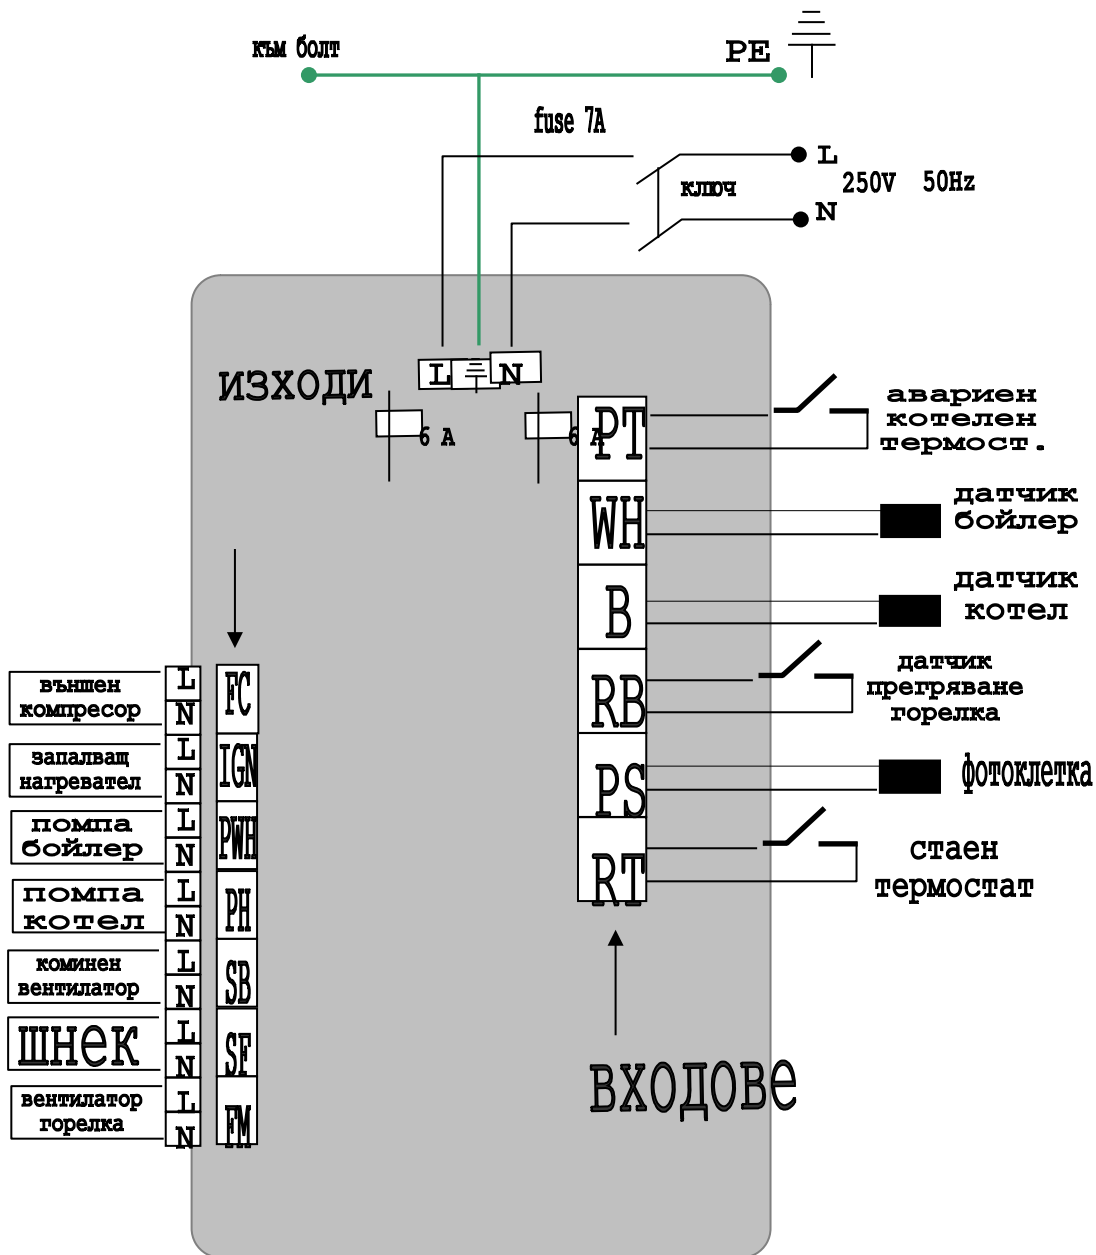 към болт
PE
fuse 7A
L
ключ
250V 50Hz
N
ИЗХОДИ
L
N
6 A
6 A
PT
авариен
котелен
термост.
WH
датчик
бойлер
B
датчик
котел
RB
датчик
прегряване
горелка
PS
фотоклетка
RT
стаен
термостат
ВХОДОВЕ
външен
компресор
L
N
FC
запалващ
нагревател
L
N
IGN
помпа
бойлер
L
N
PWH
помпа
котел
L
N
PH
коминен
вентилатор
L
N
SB
шнек
L
N
SF
вентилатор
горелка
L
N
FM